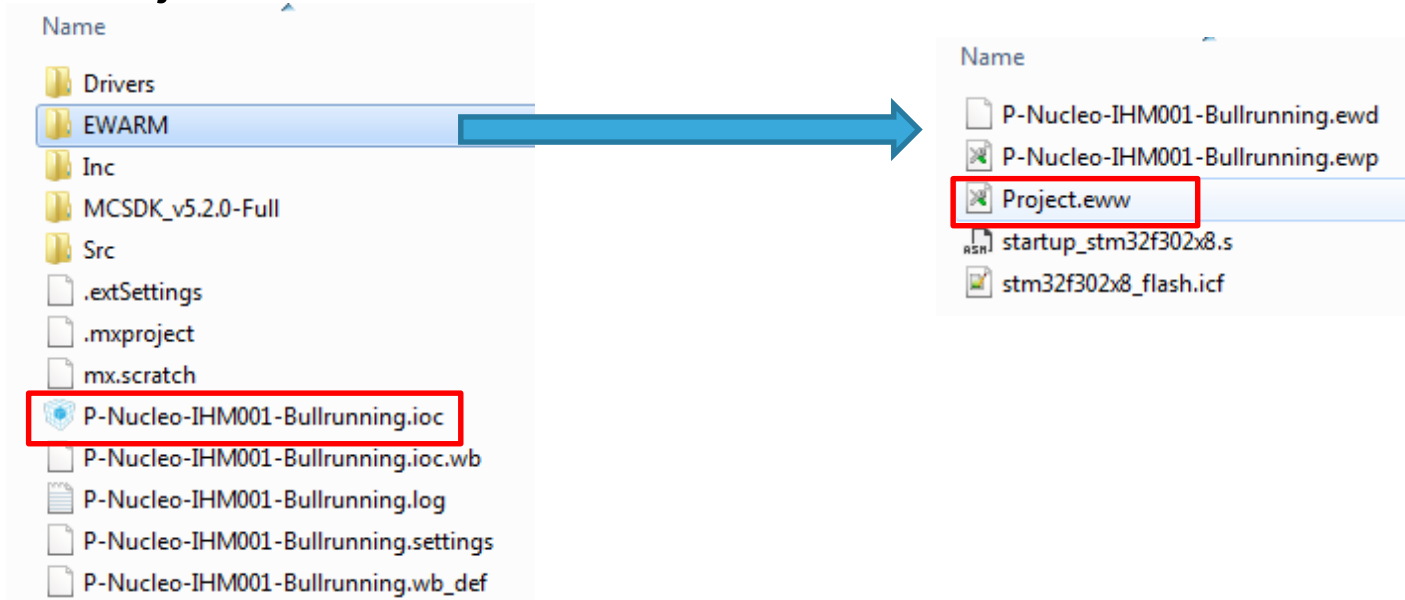 Name
Drivers
EWARM
Inc
MCSDK_v5.2.0-Full
Src
.extSettings
.mxproject
mx.scratch
P-Nucleo-IHM001-Bullrunning.ioc
P-Nucleo-IHM001-Bullrunning.ioc.wb
P-Nucleo-IHM001-Bullrunning.log
P-Nucleo-IHM001-Bullrunning.settings
P-Nucleo-IHM001-Bullrunning.wb_def
Name
P-Nucleo-IHM001-Bullrunning.ewd
P-Nucleo-IHM001-Bullrunning.ewp
Project.eww
ASM startup_stm32f302x8.s
stm32f302x8_flash.icf